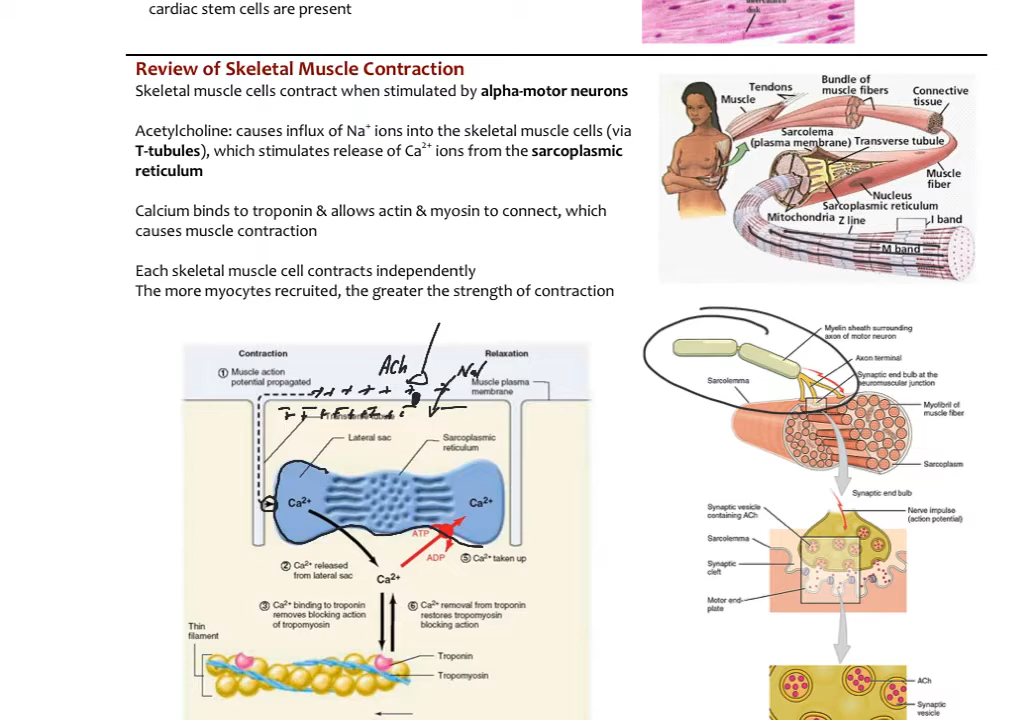 cardiac stem cells are present
Review of Skeletal Muscle Contraction
Skeletal muscle cells contract when stimulated by alpha-motor neurons
Acetylcholine: causes influx of Na+ ions into the skeletal muscle cells (via
T-tubules), which stimulates release of Ca2+ ions from the sarcoplasmic
reticulum
Calcium binds to troponin & allows actin & myosin to connect, which
causes muscle contraction
Each skeletal muscle cell contracts independently
The more myocytes recruited, the greater the strength of contraction
Tendons
Bundle of
muscle fibers
Connective
tissue
Muscle
Sarcolema
(plasma membrane)
Transverse tubule
Muscle
fiber
Nucleus
Sarcoplasmic reticulum
Mitochondria
Z line
I band
M band
Contraction
Relaxation
1 Muscle action
potential propagated
Ach
Na+
Muscle plasma
membrane
Lateral sac
Sarcoplasmic
reticulum
Ca2+
Ca2+
ATP
ADP
2 Ca2+ released
from lateral sac
5 Ca2+ taken up
Ca2+
3 Ca2+ binding to troponin
removes blocking action
of tropomyosin
6 Ca2+ removal from troponin
restores tropomyosin
blocking action
Thin
filament
Troponin
Tropomyosin
Myelin sheath surrounding
axon of motor neuron
Axon terminal
Synaptic end bulb at the
neuromuscular junction
Sarcolemma
Myofibril of
muscle fiber
Sarcoplasm
Synaptic end bulb
Synaptic vesicle
containing ACh
Nerve impulse
(action potential)
Sarcolemma
Synaptic
cleft
Motor end-
plate
ACh
Synaptic
vesicle